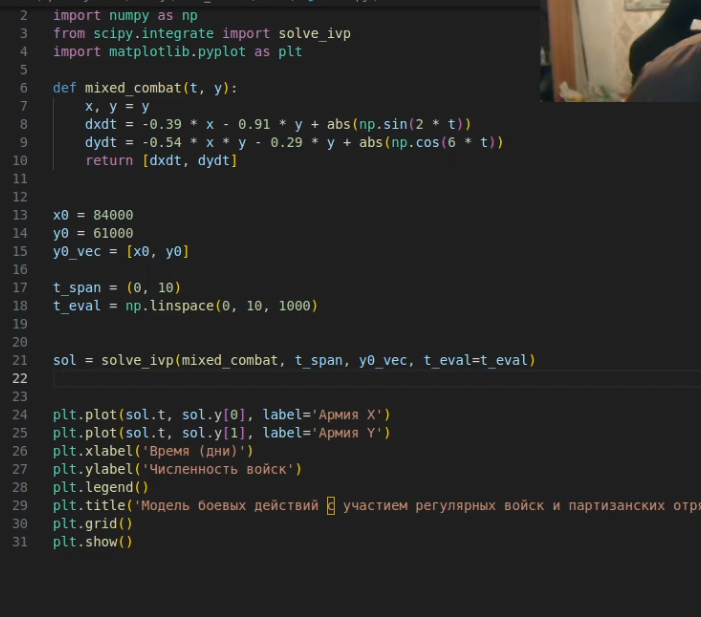 2 import numpy as np
3 from scipy.integrate import solve_ivp
4 import matplotlib.pyplot as plt
5
6 def mixed_combat(t, y):
7 x, y = y
8 dxdt = -0.39 * x - 0.91 * y + abs(np.sin(2 * t))
9 dydt = -0.54 * x * y - 0.29 * y + abs(np.cos(6 * t))
10 return [dxdt, dydt]
11
12
13 x0 = 84000
14 y0 = 61000
15 y0_vec = [x0, y0]
16
17 t_span = (0, 10)
18 t_eval = np.linspace(0, 10, 1000)
19
20
21 sol = solve_ivp(mixed_combat, t_span, y0_vec, t_eval=t_eval)
22
23
24 plt.plot(sol.t, sol.y[0], label='Армия X')
25 plt.plot(sol.t, sol.y[1], label='Армия Y')
26 plt.xlabel('Время (дни)')
27 plt.ylabel('Численность войск')
28 plt.legend()
29 plt.title('Модель боевых действий с участием регулярных войск и партизанских отря
30 plt.grid()
31 plt.show()